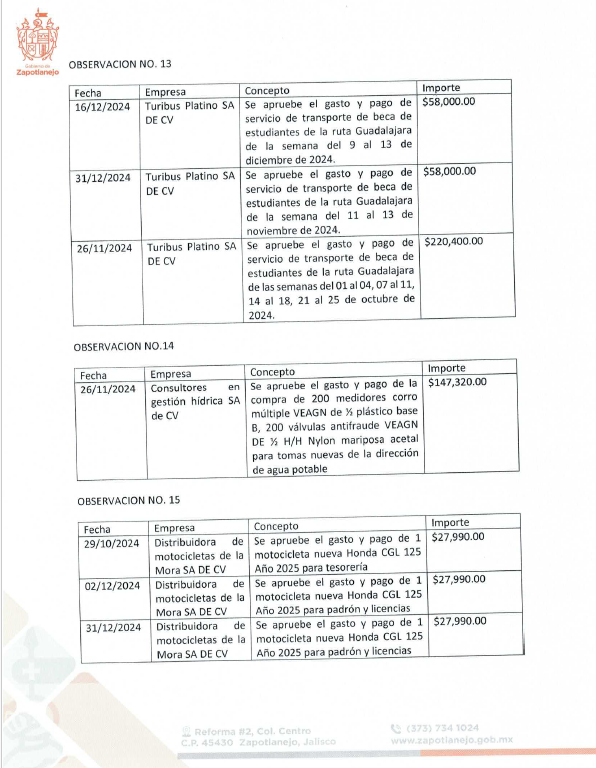 Gobierno de
Zapotlanejo
OBSERVACION NO. 13
Fecha Empresa Concepto Importe
16/12/2024 Turibus Platino SA Se apruebe el gasto y pago de $58,000.00
DE CV servicio de transporte de beca de
estudiantes de la ruta Guadalajara
de la semana del 9 al 13 de
diciembre de 2024.
31/12/2024 Turibus Platino SA Se apruebe el gasto y pago de $58,000.00
DE CV servicio de transporte de beca de
estudiantes de la ruta Guadalajara
de la semana del 11 al 13 de
noviembre de 2024.
26/11/2024 Turibus Platino SA Se apruebe el gasto y pago de $220,400.00
DE CV servicio de transporte de beca de
estudiantes de la ruta Guadalajara
de las semanas del 01 al 04, 07 al 11,
14 al 18, 21 al 25 de octubre de
2024.
OBSERVACION NO.14
Fecha Empresa Concepto Importe
26/11/2024 Consultores en Se apruebe el gasto y pago de la $147,320.00
gestión hídrica SA compra de 200 medidores corro
de CV múltiple VEAGN de ½ plástico base
B, 200 válvulas antifraude VEAGN
DE ½ H/H Nylon mariposa acetal
para tomas nuevas de la dirección
de agua potable
OBSERVACION NO. 15
Fecha Empresa Concepto Importe
29/10/2024 Distribuidora de Se apruebe el gasto y pago de 1 $27,990.00
motocicletas de la motocicleta nueva Honda CGL 125
Mora SA DE CV Año 2025 para tesorería
02/12/2024 Distribuidora de Se apruebe el gasto y pago de 1 $27,990.00
motocicletas de la motocicleta nueva Honda CGL 125
Mora SA DE CV Año 2025 para padrón y licencias
31/12/2024 Distribuidora de Se apruebe el gasto y pago de 1 $27,990.00
motocicletas de la motocicleta nueva Honda CGL 125
Mora SA DE CV Año 2025 para padrón y licencias
Reforma #2, Col. Centro (373) 734 1024
C.P. 45430 Zapotlanejo, Jalisco www.zapotlanejo.gob.mx